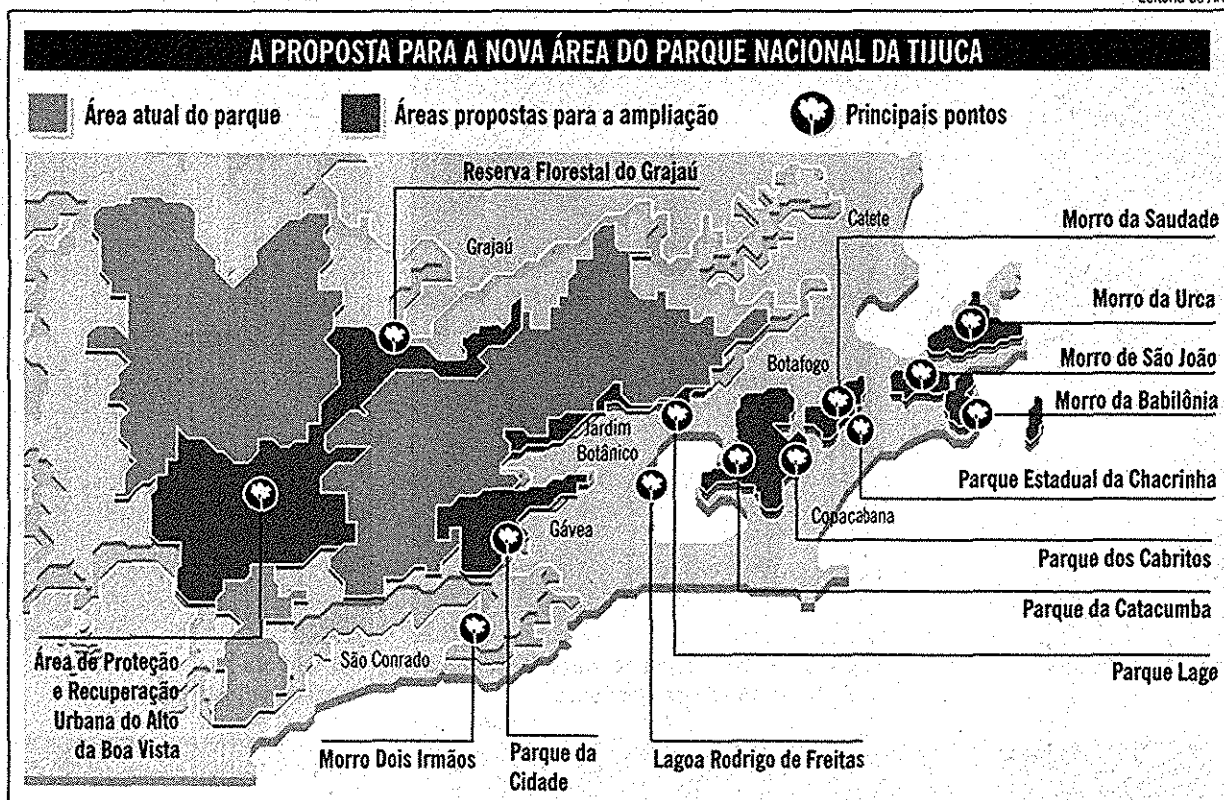 A PROPOSTA PARA A NOVA ÁREA DO PARQUE NACIONAL DA TIJUCA
Área atual do parque
Áreas propostas para a ampliação
Principais pontos
Reserva Florestal do Grajaú
Grajaú
Catete
Morro da Saudade
Morro da Urca
Botafogo
Morro de São João
Morro da Babilônia
Jardim
Botânico
Parque Estadual da Chacrinha
Gávea
Copacabana
Parque dos Cabritos
Parque da Catacumba
São Conrado
Parque Lage
Área de Proteção
e Recuperação
Urbana do Alto
da Boa Vista
Morro Dois Irmãos
Parque da
Cidade
Lagoa Rodrigo de Freitas